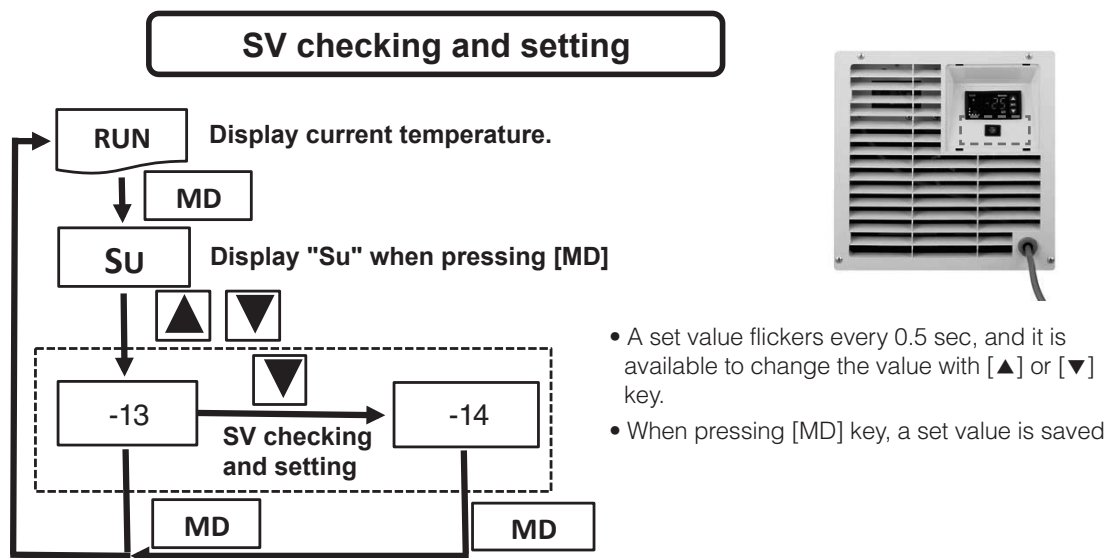 SV checking and setting
RUN
Display current temperature.
MD
Su
Display "Su" when pressing [MD]
▲ ▼
▼
-13
-14
SV checking
and setting
MD
MD
• A set value flickers every 0.5 sec, and it is
available to change the value with [▲] or [▼]
key.
• When pressing [MD] key, a set value is saved